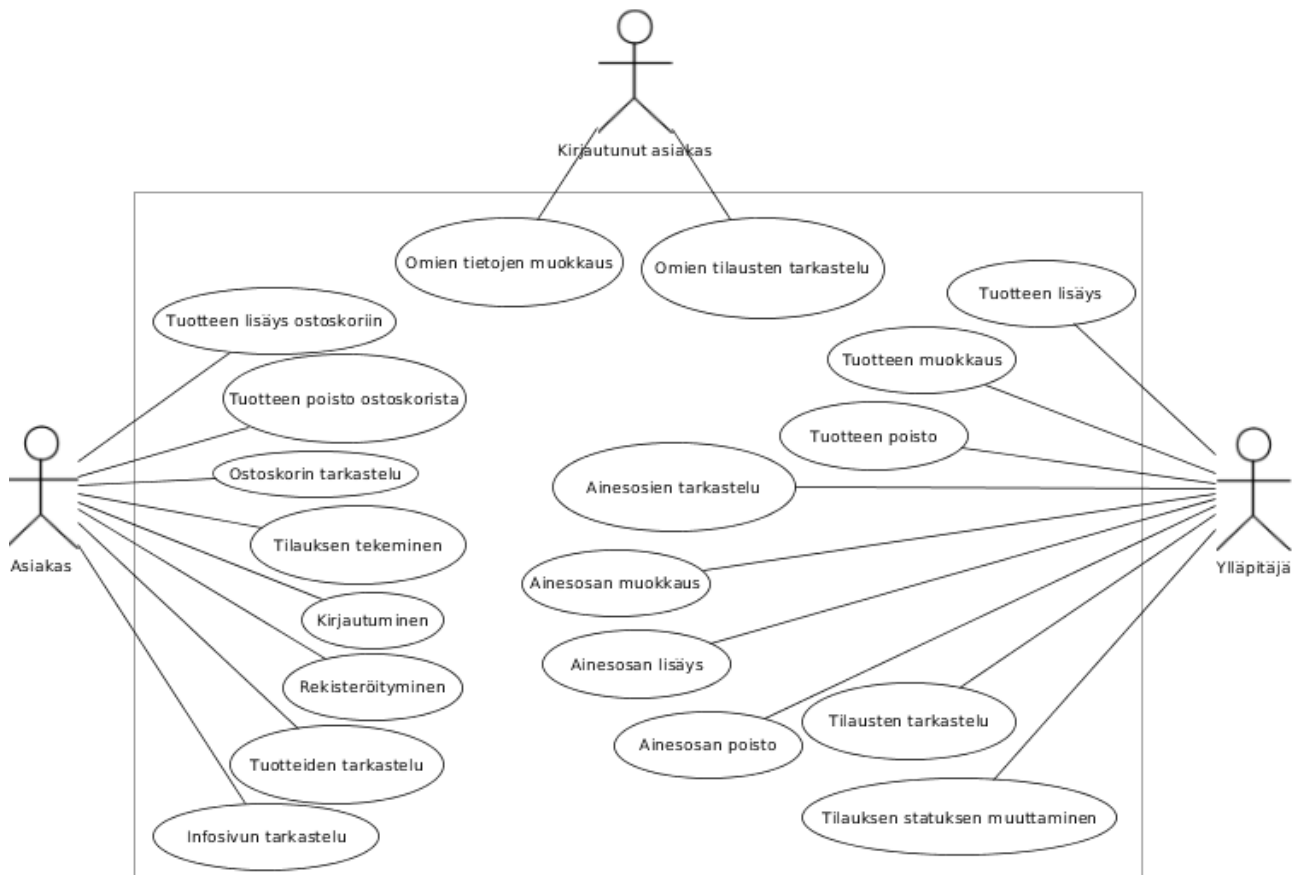 Kirjautunut asiakas
Omien tietojen muokkaus
Omien tilausten tarkastelu
Tuotteen lisäys
Tuotteen lisäys ostoskoriin
Tuotteen muokkaus
Tuotteen poisto ostoskorista
Tuotteen poisto
Ostoskorin tarkastelu
Ainesosien tarkastelu
Tilauksen tekeminen
Asiakas
Ylläpitäjä
Ainesosan muokkaus
Kirjautuminen
Ainesosan lisäys
Rekisteröityminen
Tilausten tarkastelu
Ainesosan poisto
Tuotteiden tarkastelu
Tilauksen statuksen muuttaminen
Infosivun tarkastelu